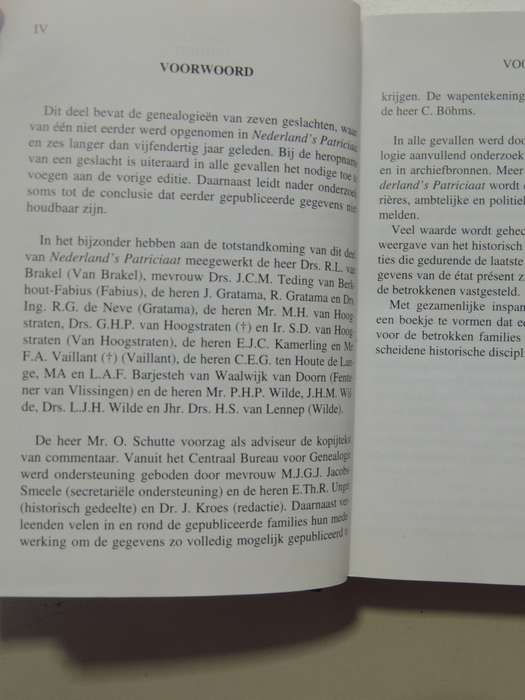 IV
VOORWOORD
Dit deel bevat de genealogieën van zeven geslachten, waar-
van één niet eerder werd opgenomen in Nederland's Patriciaat
en zes langer dan vijfendertig jaar geleden. Bij de heropname
van een geslacht is uiteraard in alle gevallen het nodige toe te
voegen aan de vorige editie. Daarnaast leidt nader onderzoek
soms tot de conclusie dat eerder gepubliceerde gegevens niet
houdbaar zijn.
In het bijzonder hebben aan de totstandkoming van dit deel
van Nederland's Patriciaat meegewerkt de heer Drs. R.L. van
Brakel (Van Brakel), mevrouw Drs. J.C.M. Teding van Berk-
hout-Fabius (Fabius), de heren J. Gratama, R. Gratama en Drs.
Ing. R.G. de Neve (Gratama), de heren Mr. M.H. van Hoog-
straten, Drs. G.H.P. van Hoogstraten (†) en Ir. S.D. van Hoog-
straten (Van Hoogstraten), de heren E.J.C. Kamerling en Mr.
F.A. Vaillant (†) (Vaillant), de heren C.E.G. ten Houte de Lan-
ge, MA en L.A.F. Barjesteh van Waalwijk van Doorn (Fente-
ner van Vlissingen) en de heren Mr. P.H.P. Wilde, J.H.M. Wil-
de, Drs. L.J.H. Wilde en Jhr. Drs. H.S. van Lennep (Wilde).
De heer Mr. O. Schutte voorzag als adviseur de kopijtekst
van commentaar. Vanuit het Centraal Bureau voor Genealogie
werd ondersteuning geboden door mevrouw M.J.G.J. Jacobs-
Smeele (secretariële ondersteuning) en de heren E.Th.R. Unger
(historisch gedeelte) en Dr. J. Kroes (redactie). Daarnaast ver-
leenden velen in en rond de gepubliceerde families hun mede-
werking om de gegevens zo volledig mogelijk gepubliceerd te
VOO
krijgen. De wapentekening
de heer C. Böhms.
In alle gevallen werd doo
logie aanvullend onderzoek
en in archiefbronnen. Meer
derland's Patriciaat wordt
rières, ambtelijke en politie
melden.
Veel waarde wordt gehec
weergave van het historisch
ties die gedurende de laatste
gevens van de état présent z
de betrokkenen vastgesteld.
Met gezamenlijke inspan
een boekje te vormen dat e
voor de betrokken families
scheidene historische discipl